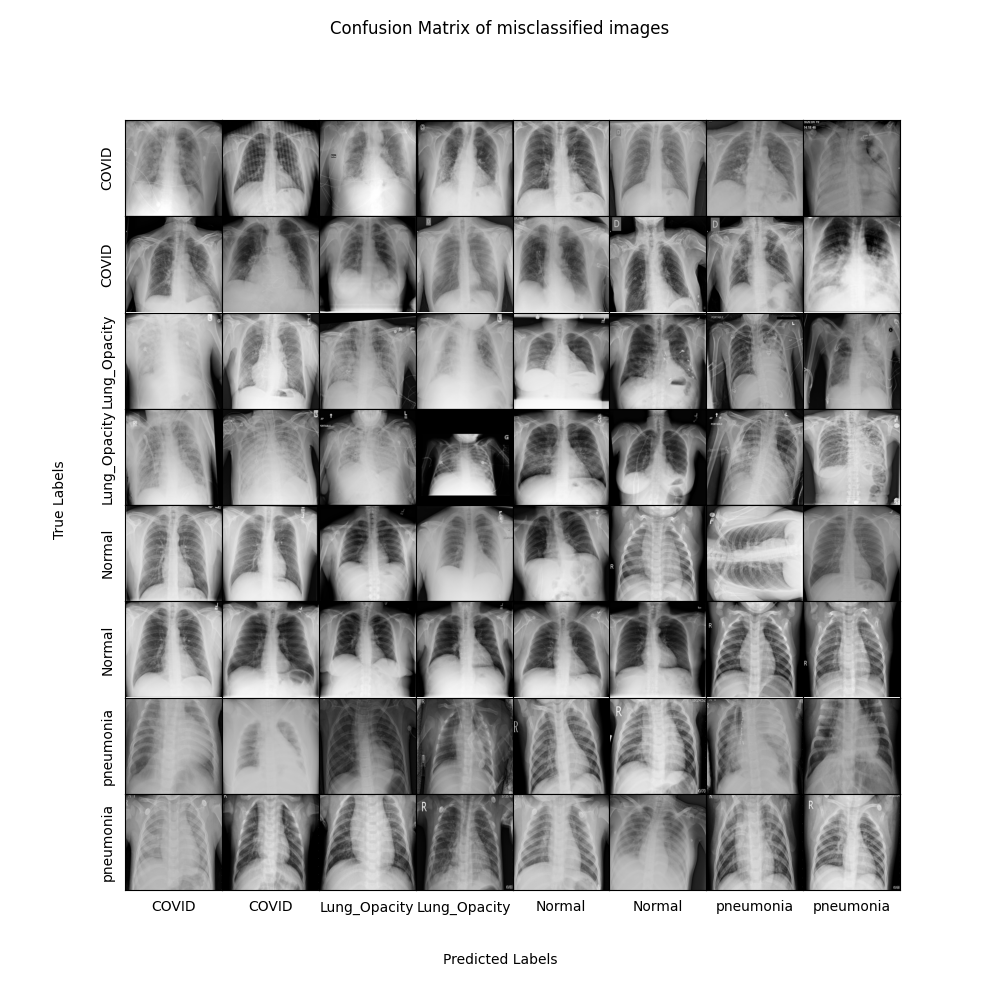 Confusion Matrix of misclassified images
True Labels
COVID
COVID
Lung_Opacity
Lung_Opacity
Normal
Normal
pneumonia
pneumonia
COVID COVID Lung_Opacity Lung_Opacity Normal Normal pneumonia pneumonia
Predicted Labels